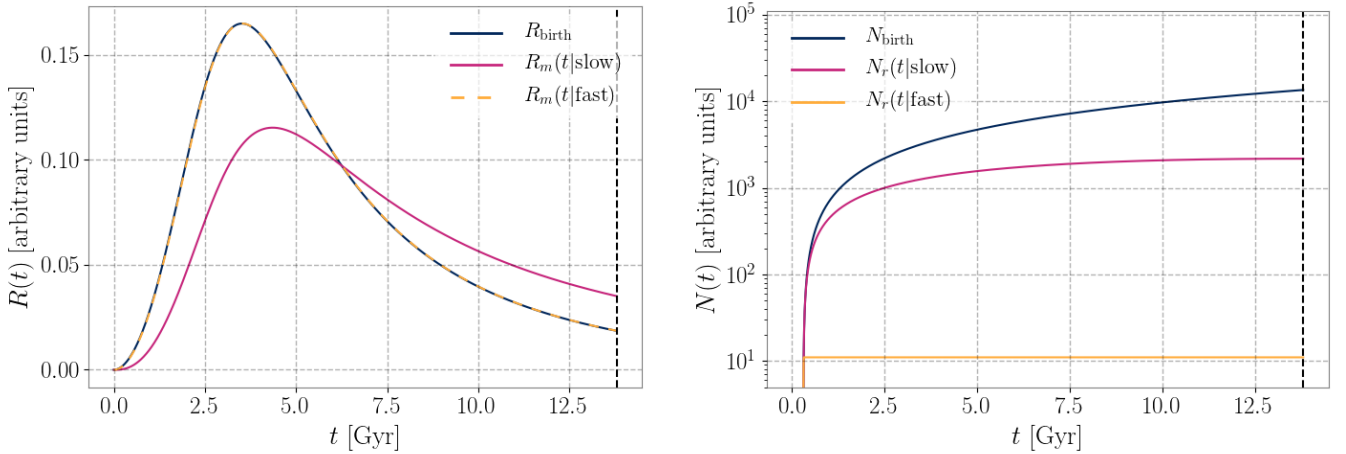 R(t) [arbitrary units]
0.15
0.10
0.05
0.00
R_birth
R_m(t|slow)
R_m(t|fast)
0.0 2.5 5.0 7.5 10.0 12.5
t [Gyr]
N(t) [arbitrary units]
10^5
10^4
10^3
10^2
10^1
N_birth
N_r(t|slow)
N_r(t|fast)
0.0 2.5 5.0 7.5 10.0 12.5
t [Gyr]